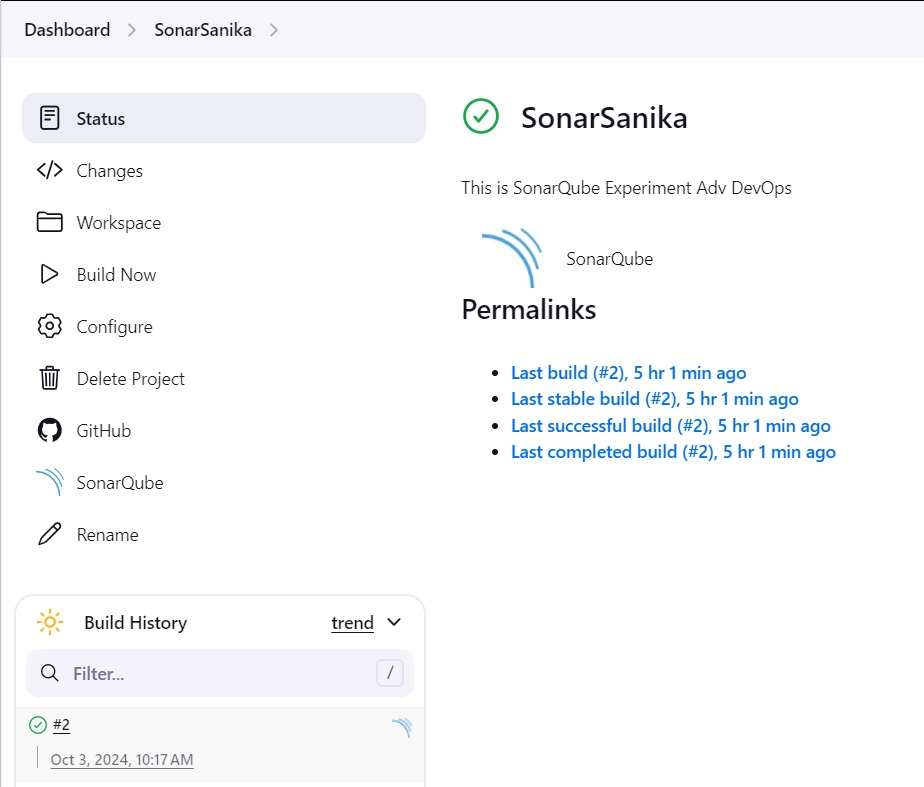 Dashboard > SonarSanika >
Status
Changes
Workspace
Build Now
Configure
Delete Project
GitHub
SonarQube
Rename
Build History trend
Filter... /
#2
Oct 3, 2024, 10:17 AM
SonarSanika
This is SonarQube Experiment Adv DevOps
SonarQube
Permalinks
• Last build (#2), 5 hr 1 min ago
• Last stable build (#2), 5 hr 1 min ago
• Last successful build (#2), 5 hr 1 min ago
• Last completed build (#2), 5 hr 1 min ago